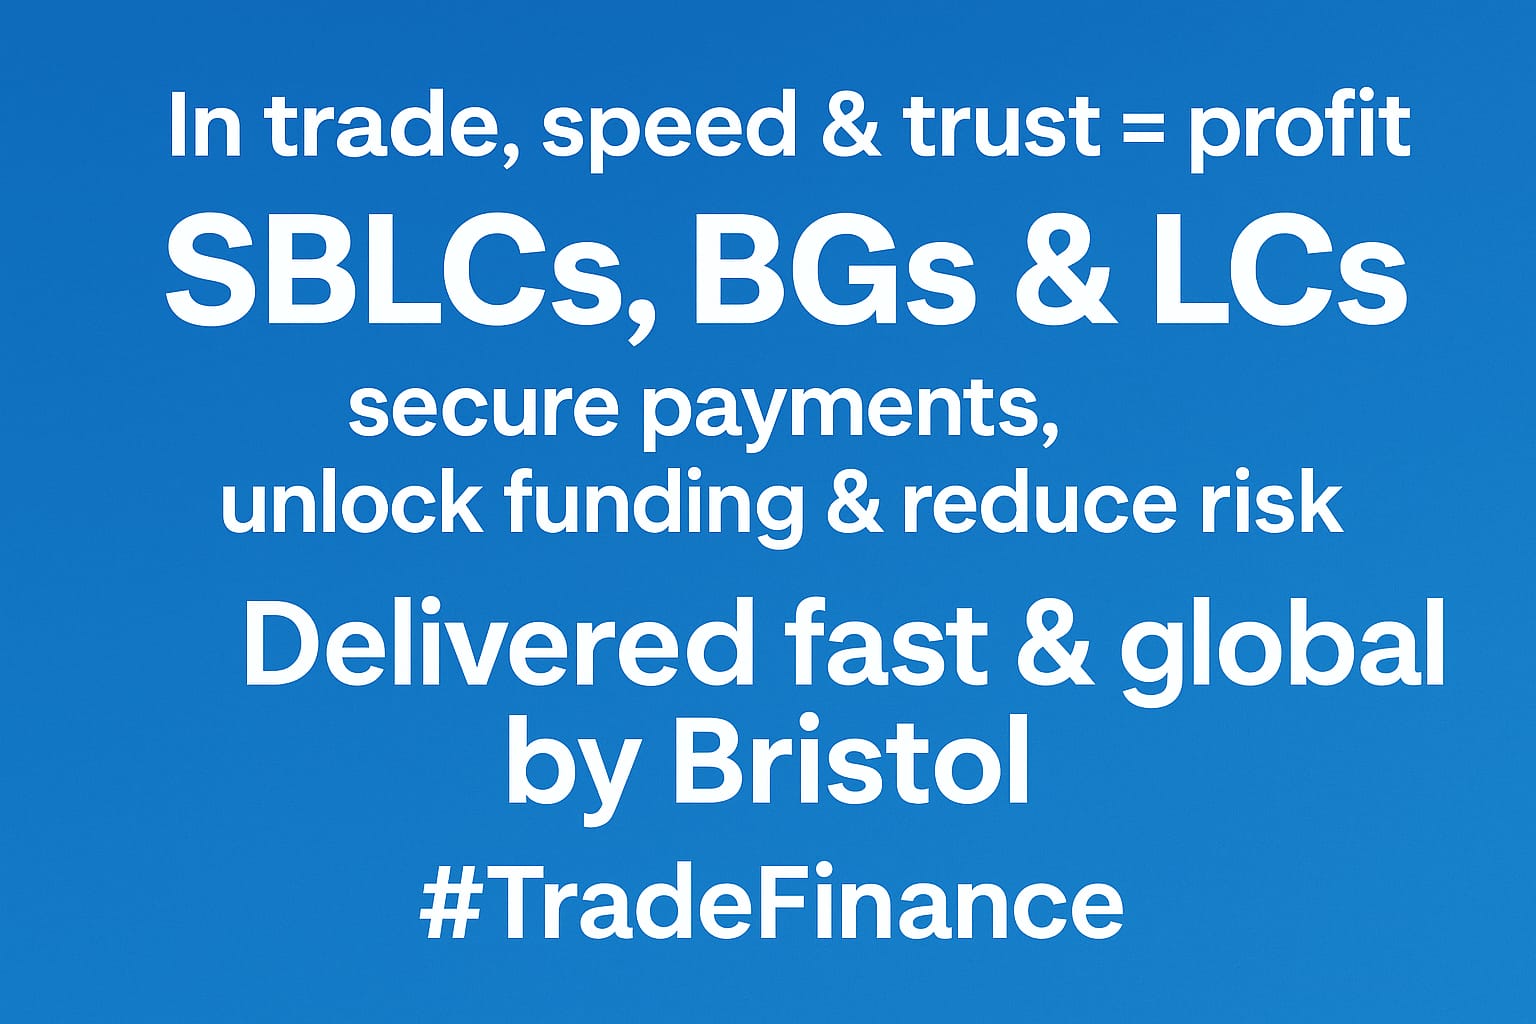 In trade, speed & trust = profit
SBLCs, BGs & LCs
secure payments,
unlock funding & reduce risk
Delivered fast & global
by Bristol
#TradeFinance